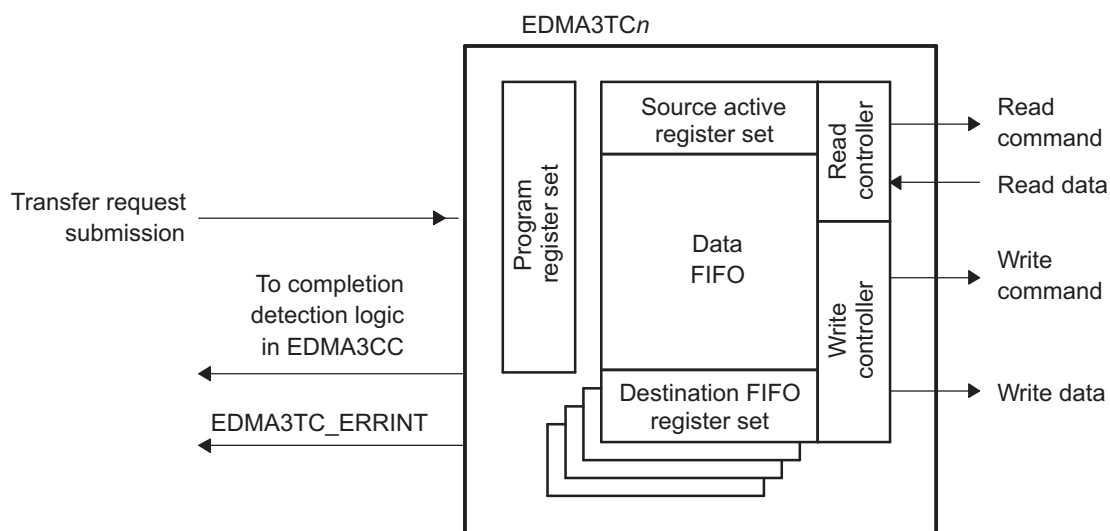 EDMA3TCn
Transfer request
submission
To completion
detection logic
in EDMA3CC
EDMA3TC_ERRINT
Program
register set
Source active
register set
Data
FIFO
Destination FIFO
register set
Read
controller
Write
controller
Read
command
Read data
Write
command
Write data